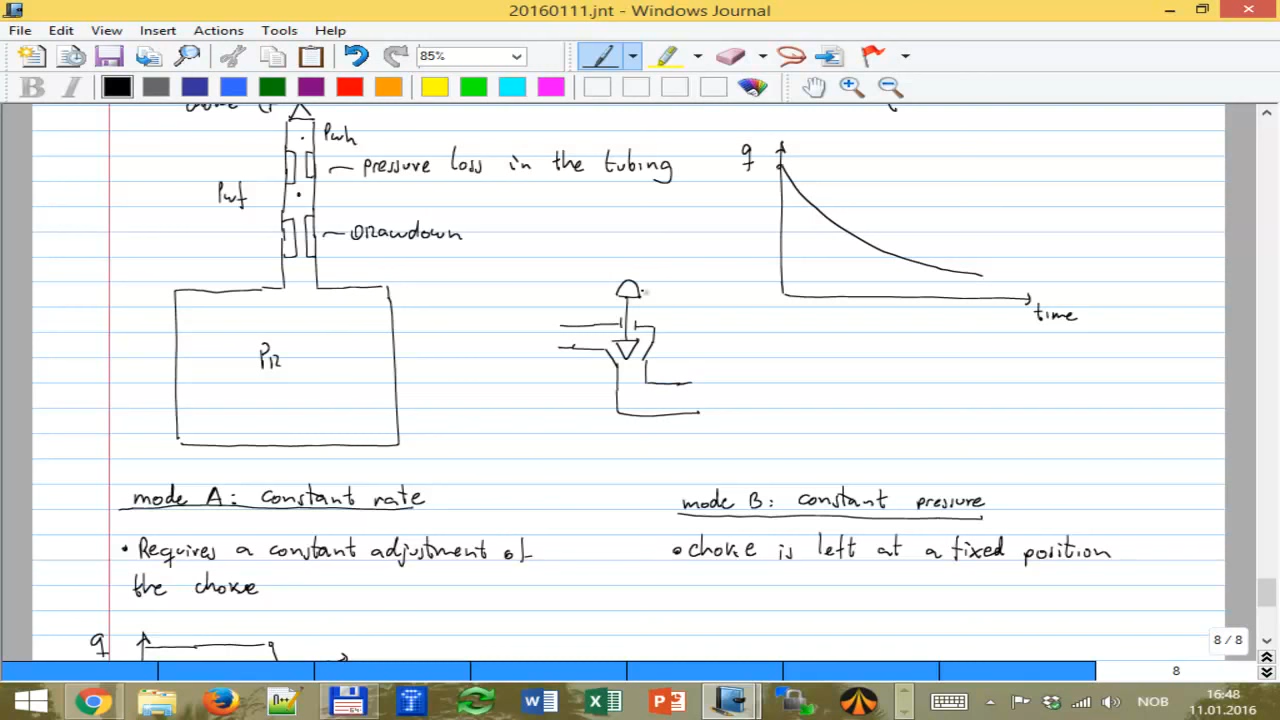 20160111.jnt - Windows Journal
File Edit View Insert Actions Tools Help
85%
B I
Pwh
pressure loss in the tubing
Pwf
Drawdown
PR
q
time
mode A: constant rate
• Requires a constant adjustment of
the choke
q
mode B: constant pressure
• choke is left at a fixed position
8 / 8
8
NOB
16:48
11.01.2016